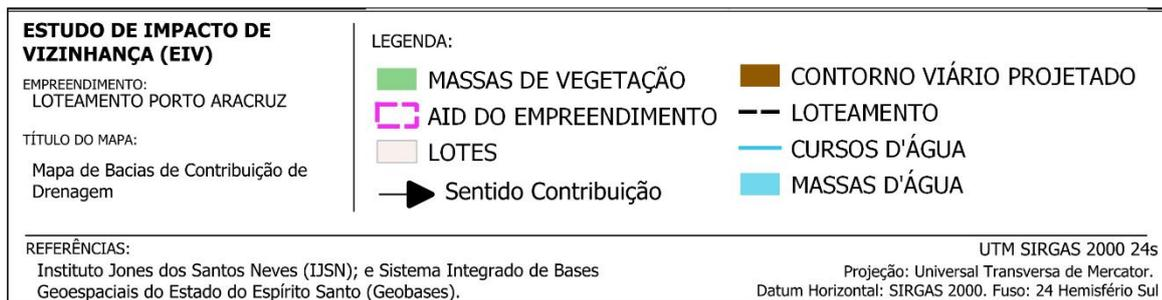 ESTUDO DE IMPACTO DE
VIZINHANÇA (EIV)
EMPREENDIMENTO:
LOTEAMENTO PORTO ARACRUZ
TÍTULO DO MAPA:
Mapa de Bacias de Contribuição de
Drenagem
LEGENDA:
MASSAS DE VEGETAÇÃO
AID DO EMPREENDIMENTO
LOTES
Sentido Contribuição
CONTORNO VIÁRIO PROJETADO
LOTEAMENTO
CURSOS D'ÁGUA
MASSAS D'ÁGUA
REFERÊNCIAS:
Instituto Jones dos Santos Neves (IJSN); e Sistema Integrado de Bases
Geoespaciais do Estado do Espírito Santo (Geobases).
UTM SIRGAS 2000 24s
Projeção: Universal Transversa de Mercator.
Datum Horizontal: SIRGAS 2000. Fuso: 24 Hemisfério Sul